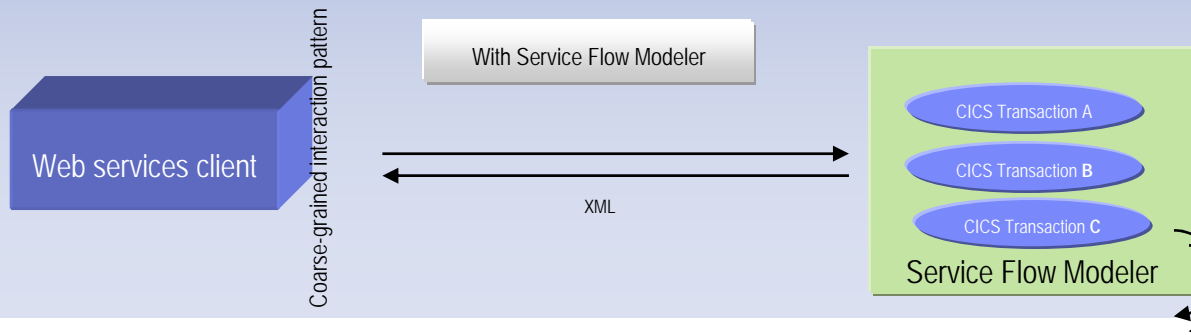 With Service Flow Modeler
Web services client
Coarse-grained interaction pattern
XML
CICS Transaction A
CICS Transaction B
CICS Transaction C
Service Flow Modeler